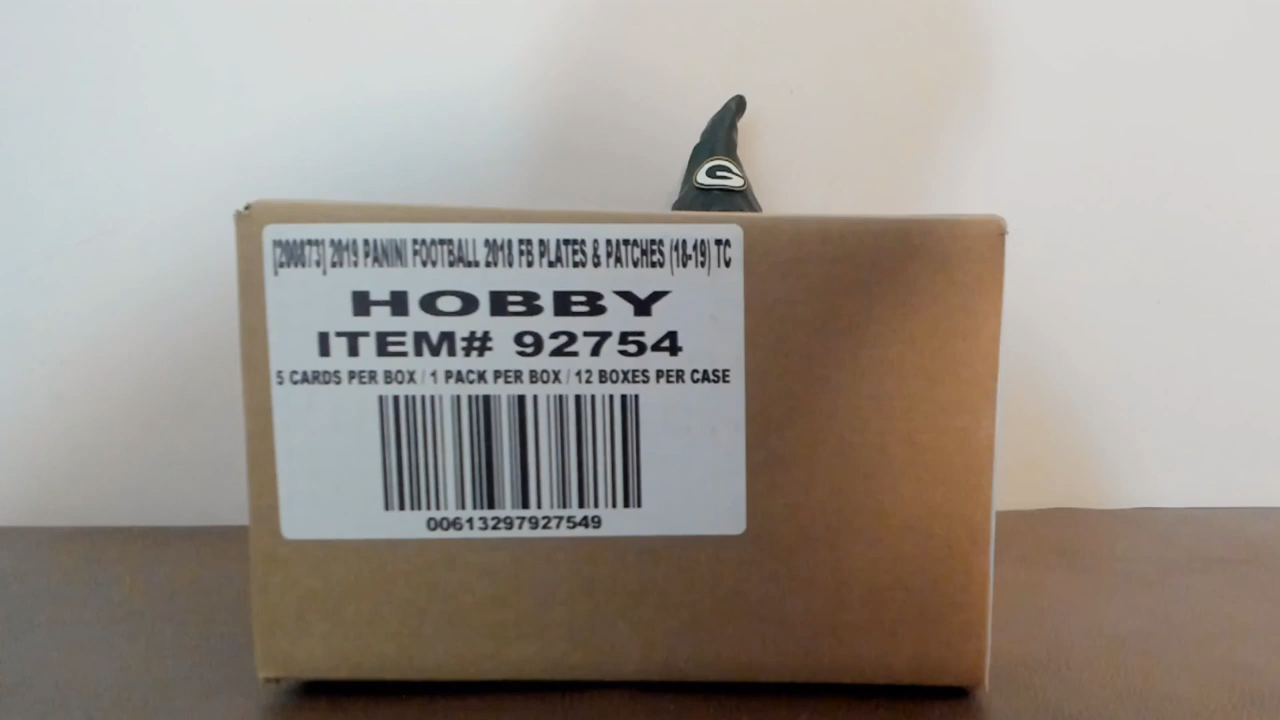 G
[200873] 2019 PANINI FOOTBALL 2018 FB PLATES & PATCHES (18-19) TC
HOBBY
ITEM# 92754
5 CARDS PER BOX / 1 PACK PER BOX / 12 BOXES PER CASE
00613297927549